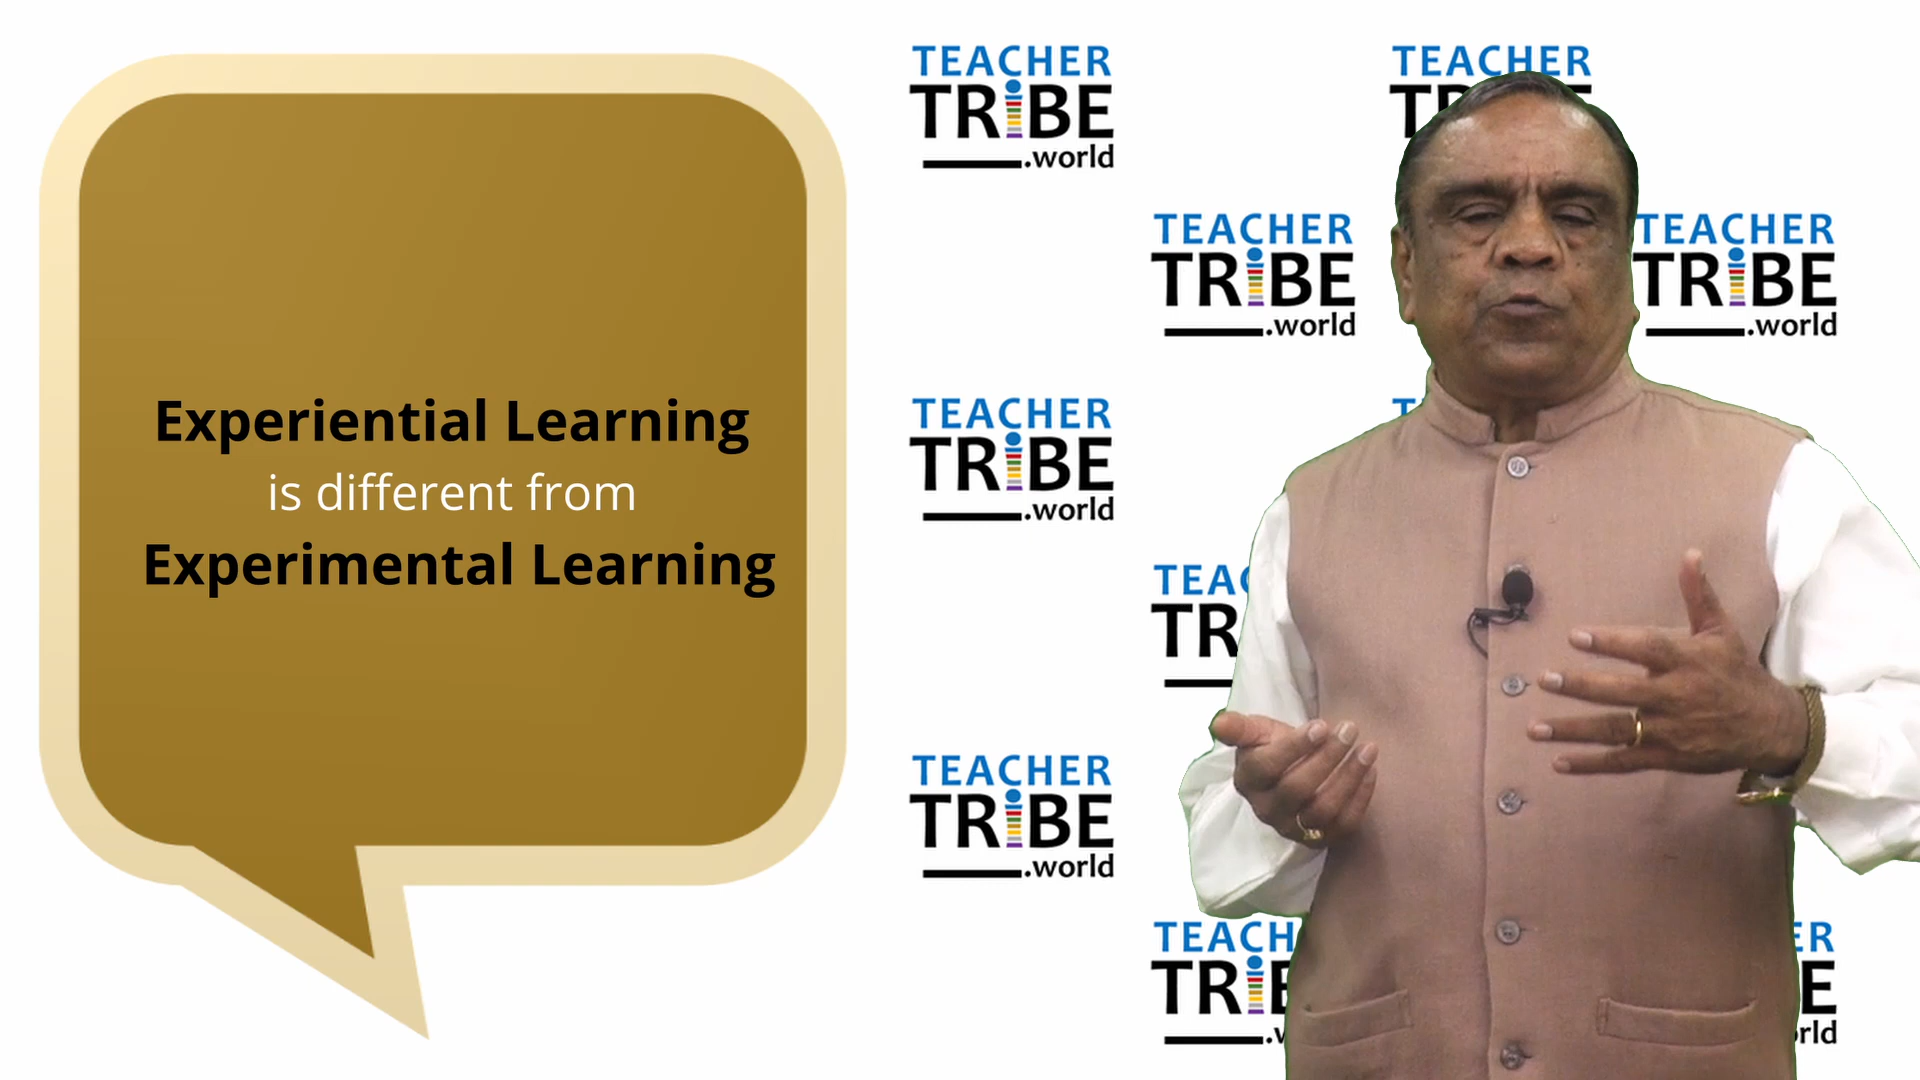 Experiential Learning
is different from
Experimental Learning
TEACHER
TRiBE
.world
TEACHER
TEACHER
TRiBE
.world
TEACHER
TRiBE
.world
TEACHER
TRiBE
.world
TEACHER
TRiBE
.world